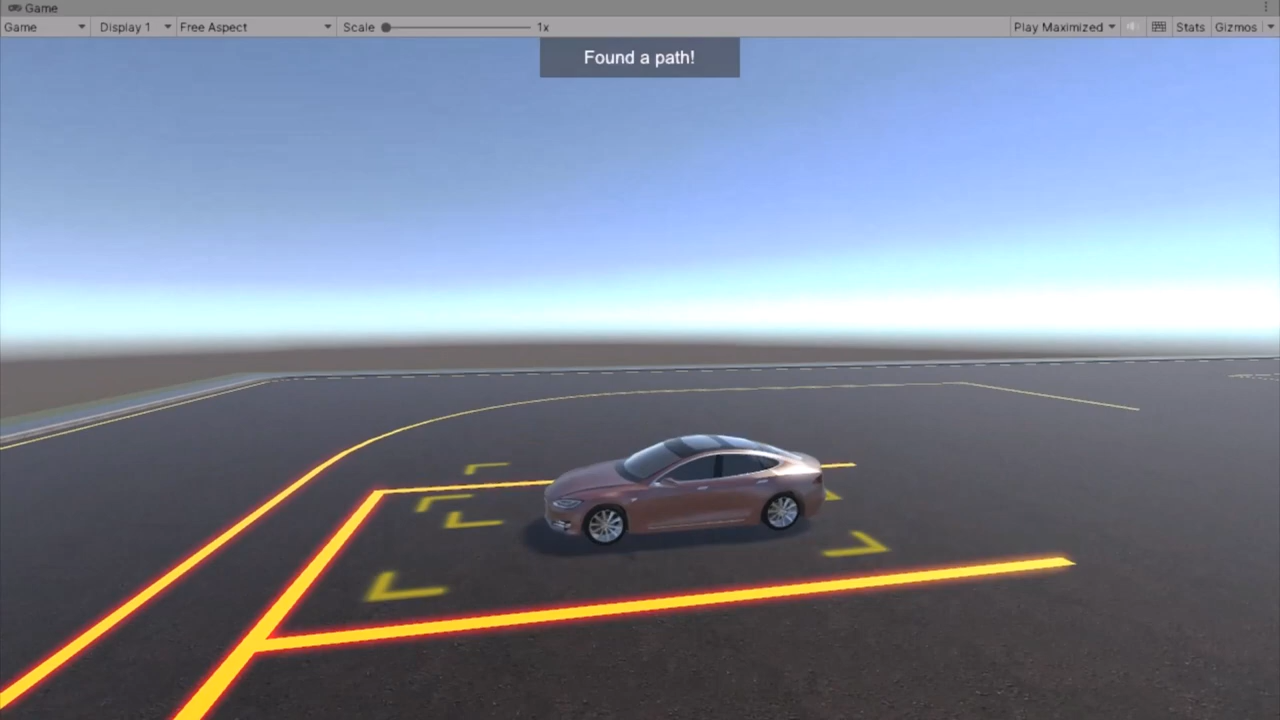 Game
Game Display 1 Free Aspect Scale 1x Play Maximized Stats Gizmos
Found a path!